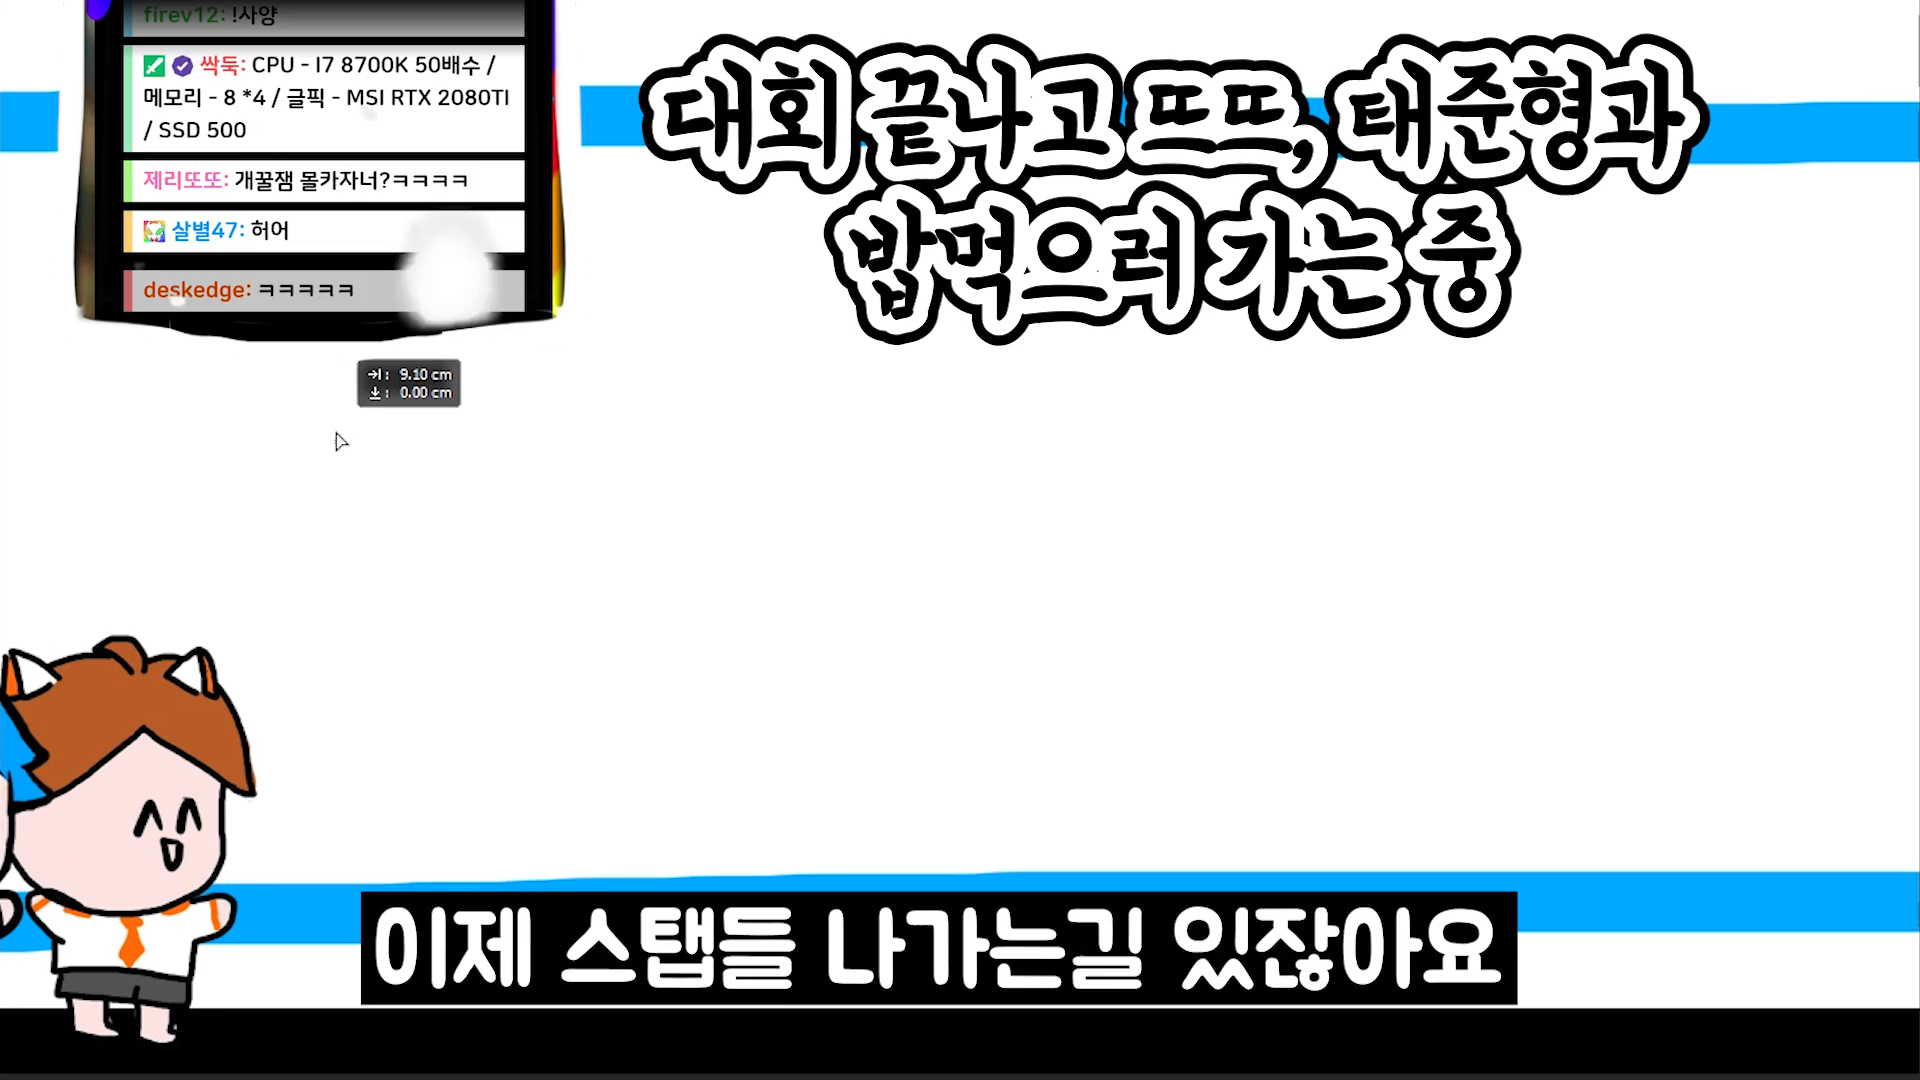 firev12: !사양
싹둑: CPU - I7 8700K 50배수 /
메모리 - 8 *4 / 글픽 - MSI RTX 2080TI
/ SSD 500
제리또또: 개꿀잼 몰카자너?ㅋㅋㅋㅋ
살별47: 허어
deskedge: ㅋㅋㅋㅋㅋ
대회 끝나고 뜨뜨, 태준형과
밥먹으러 가는 중
→I : 9.10 cm
↓ : 0.00 cm
이제 스탭들 나가는길 있잖아요